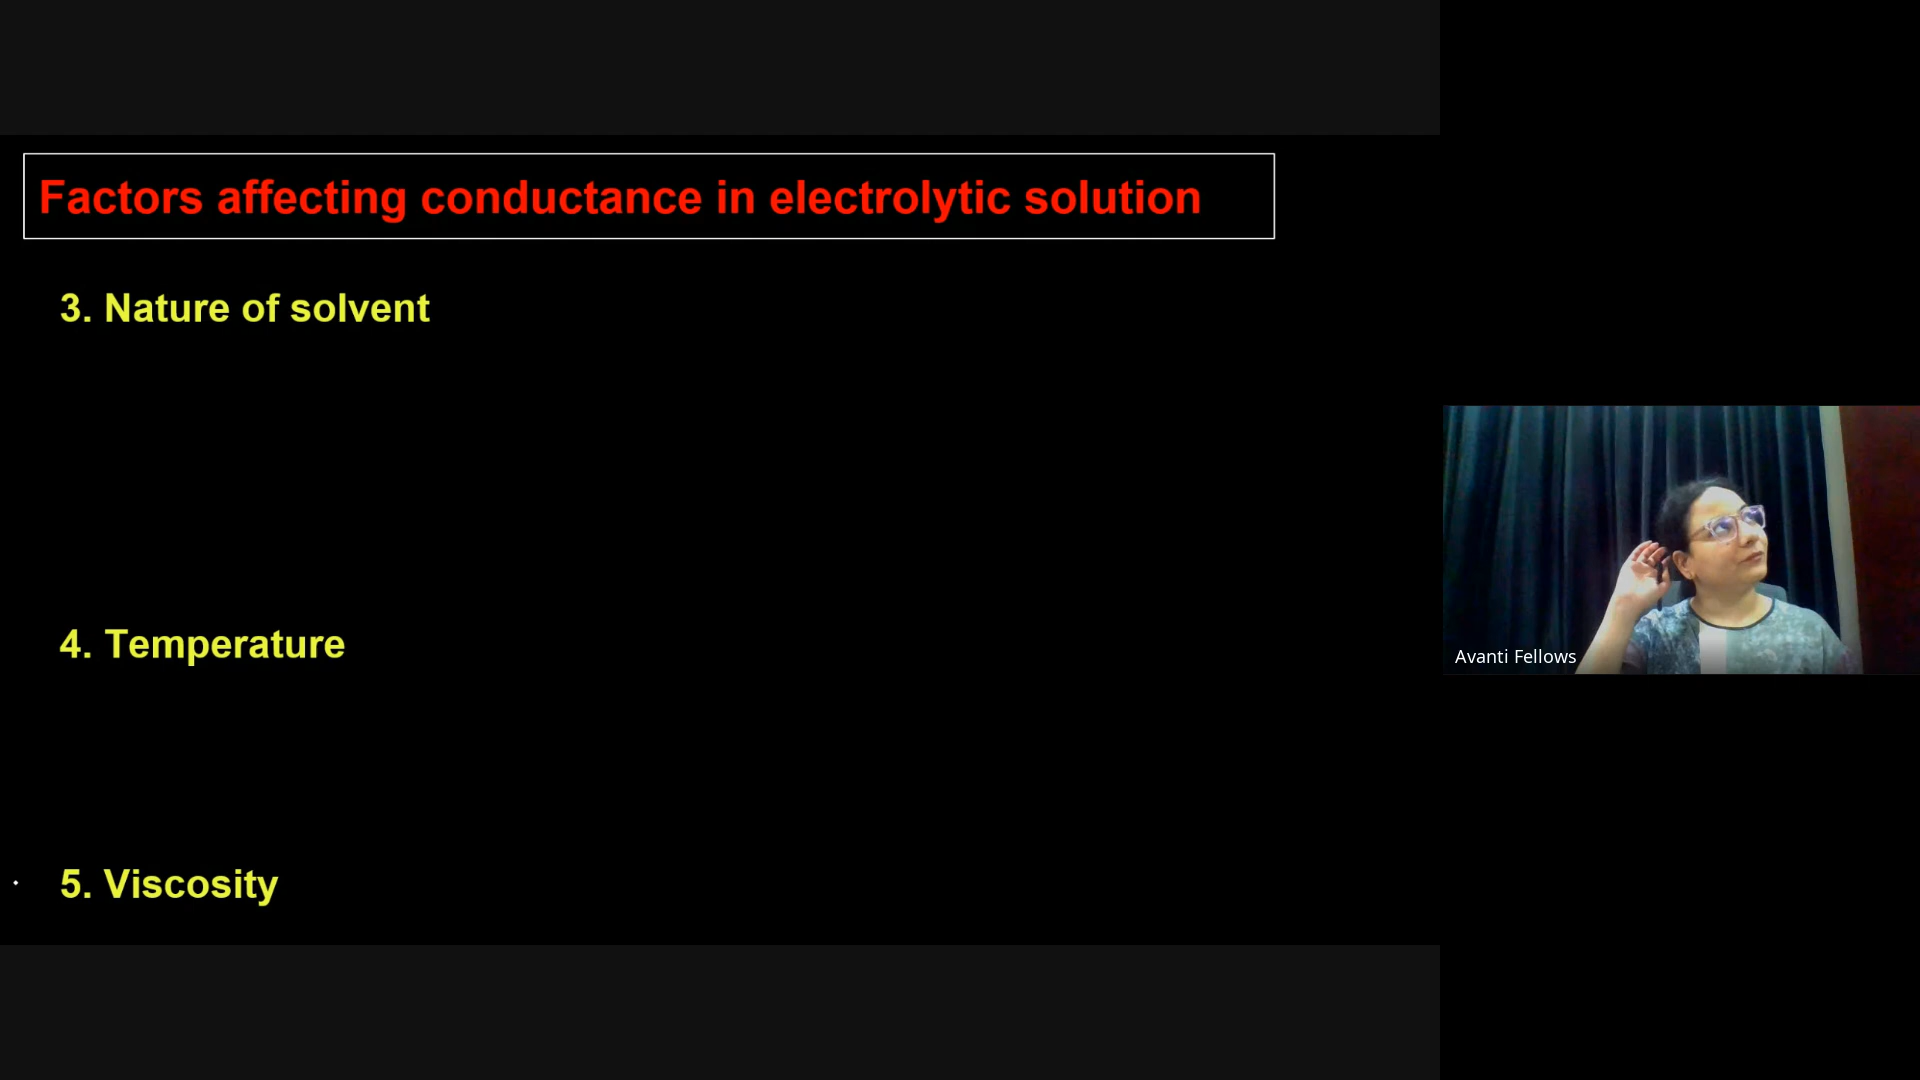 Factors affecting conductance in electrolytic solution
3. Nature of solvent
4. Temperature
5. Viscosity
Avanti Fellows